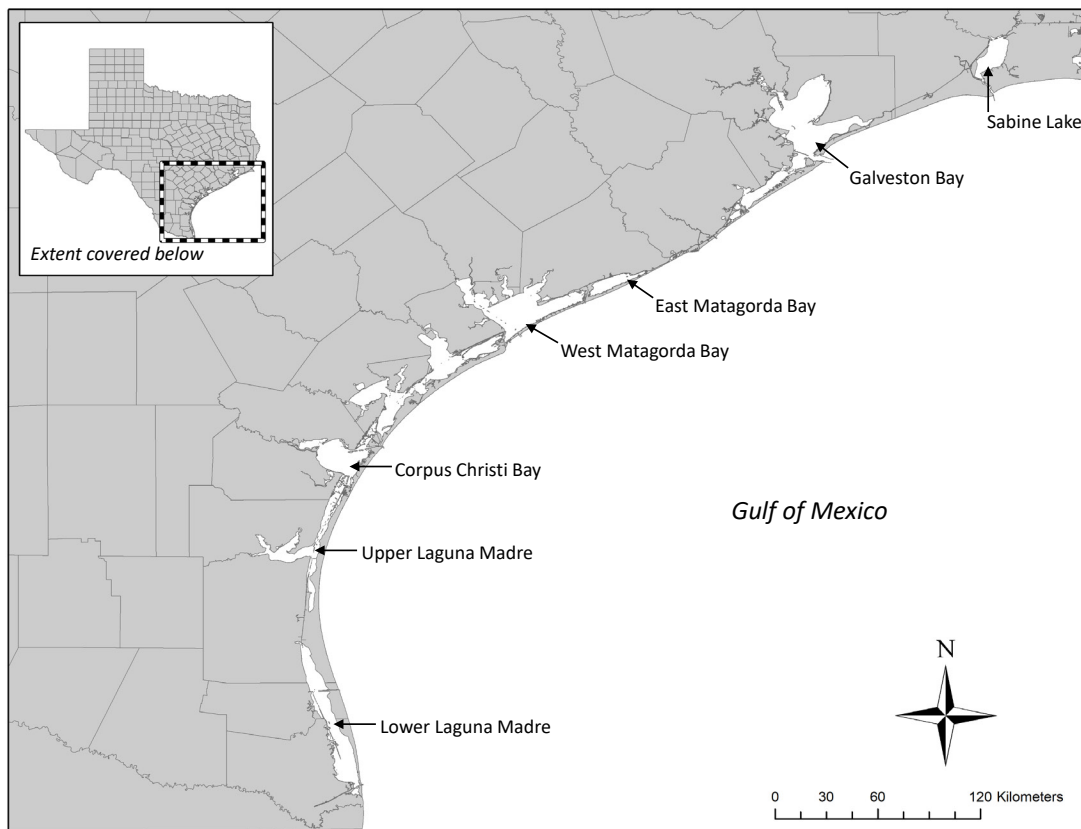 Extent covered below
Sabine Lake
Galveston Bay
East Matagorda Bay
West Matagorda Bay
Corpus Christi Bay
Gulf of Mexico
Upper Laguna Madre
N
Lower Laguna Madre
0 30 60 120 Kilometers